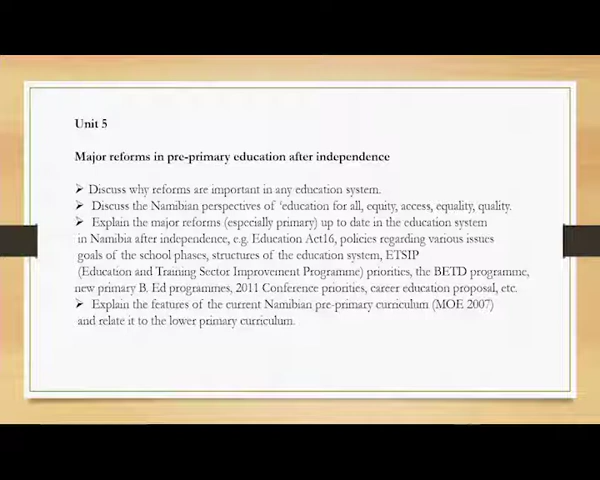 Unit 5
Major reforms in pre-primary education after independence
➢ Discuss why reforms are important in any education system.
➢ Discuss the Namibian perspectives of ‘education for all, equity, access, equality, quality.
➢ Explain the major reforms (especially primary) up to date in the education system
in Namibia after independence, e.g. Education Act16, policies regarding various issues
goals of the school phases, structures of the education system, ETSIP
(Education and Training Sector Improvement Programme) priorities, the BETD programme,
new primary B. Ed programmes, 2011 Conference priorities, career education proposal, etc.
➢ Explain the features of the current Namibian pre-primary curriculum (MOE 2007)
and relate it to the lower primary curriculum.